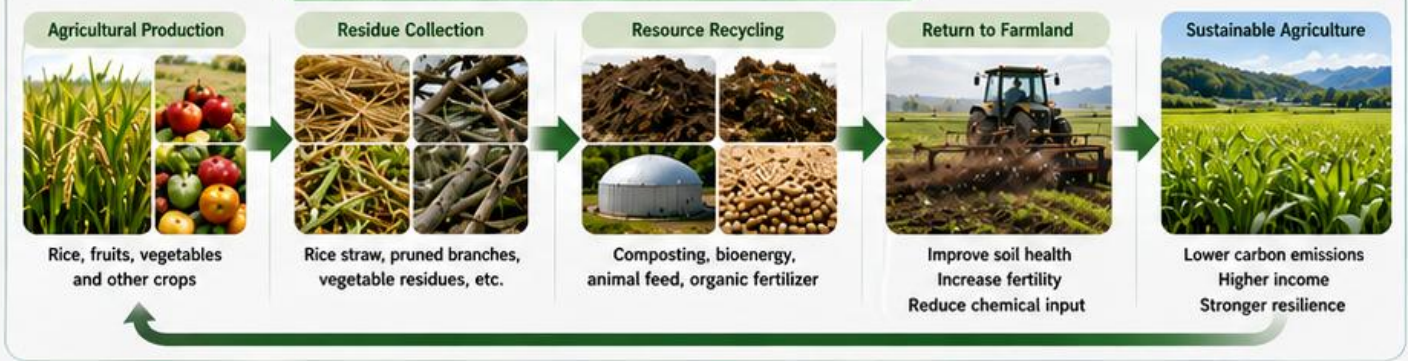 Agricultural Production
Rice, fruits, vegetables
and other crops
Residue Collection
Rice straw, pruned branches,
vegetable residues, etc.
Resource Recycling
Composting, bioenergy,
animal feed, organic fertilizer
Return to Farmland
Improve soil health
Increase fertility
Reduce chemical input
Sustainable Agriculture
Lower carbon emissions
Higher income
Stronger resilience